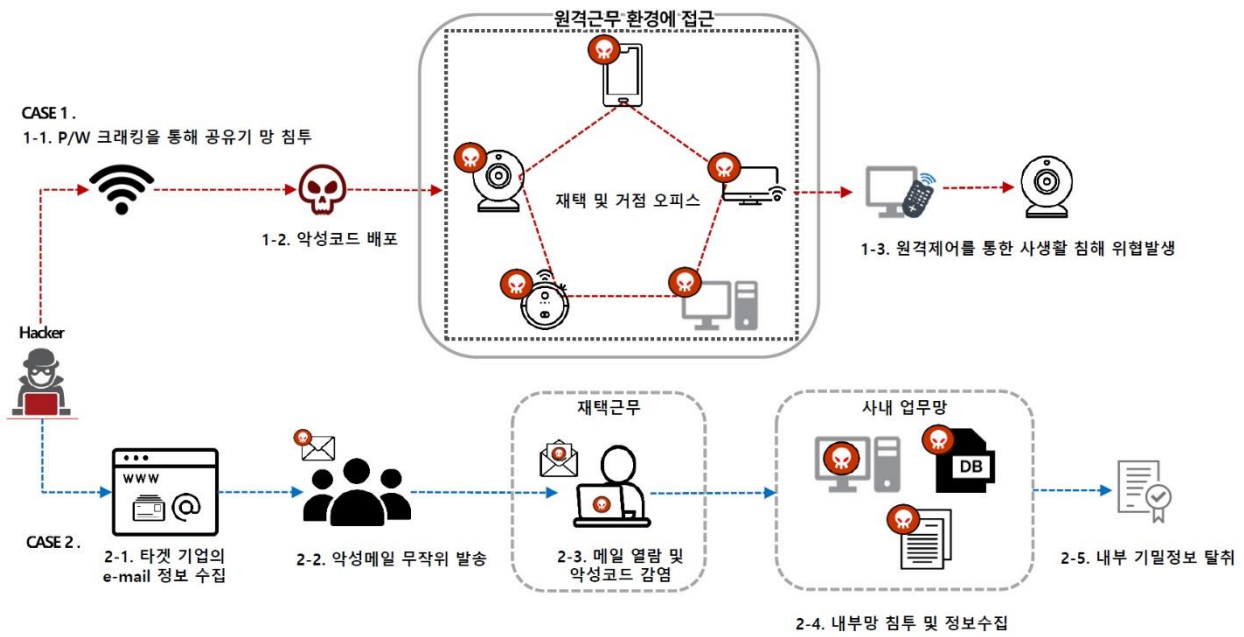 원격근무 환경에 접근
CASE 1 .
1-1. P/W 크래킹을 통해 공유기 망 침투
재택 및 거점 오피스
1-2. 악성코드 배포
1-3. 원격제어를 통한 사생활 침해 위협발생
Hacker
재택근무
사내 업무망
WWW
@
DB
CASE 2 .
2-1. 타겟 기업의
e-mail 정보 수집
2-2. 악성메일 무작위 발송
2-3. 메일 열람 및
악성코드 감염
2-5. 내부 기밀정보 탈취
2-4. 내부망 침투 및 정보수집